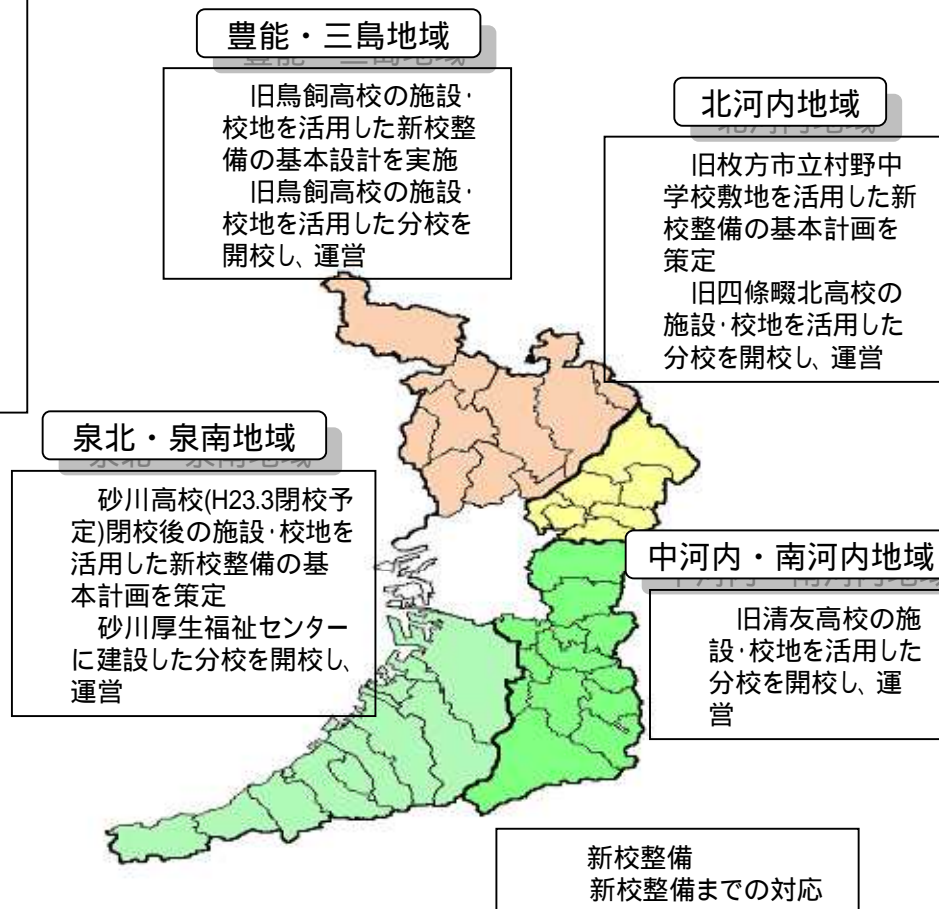 豊能・三島地域
旧鳥飼高校の施設・
校地を活用した新校整
備の基本設計を実施
旧鳥飼高校の施設・
校地を活用した分校を
開校し、運営
北河内地域
旧枚方市立村野中
学校敷地を活用した新
校整備の基本計画を
策定
旧四條畷北高校の
施設・校地を活用した
分校を開校し、運営
泉北・泉南地域
砂川高校(H23.3閉校予
定)閉校後の施設・校地を
活用した新校整備の基
本計画を策定
砂川厚生福祉センター
に建設した分校を開校し、
運営
中河内・南河内地域
旧清友高校の施
設・校地を活用した
分校を開校し、運
営
新校整備
新校整備までの対応